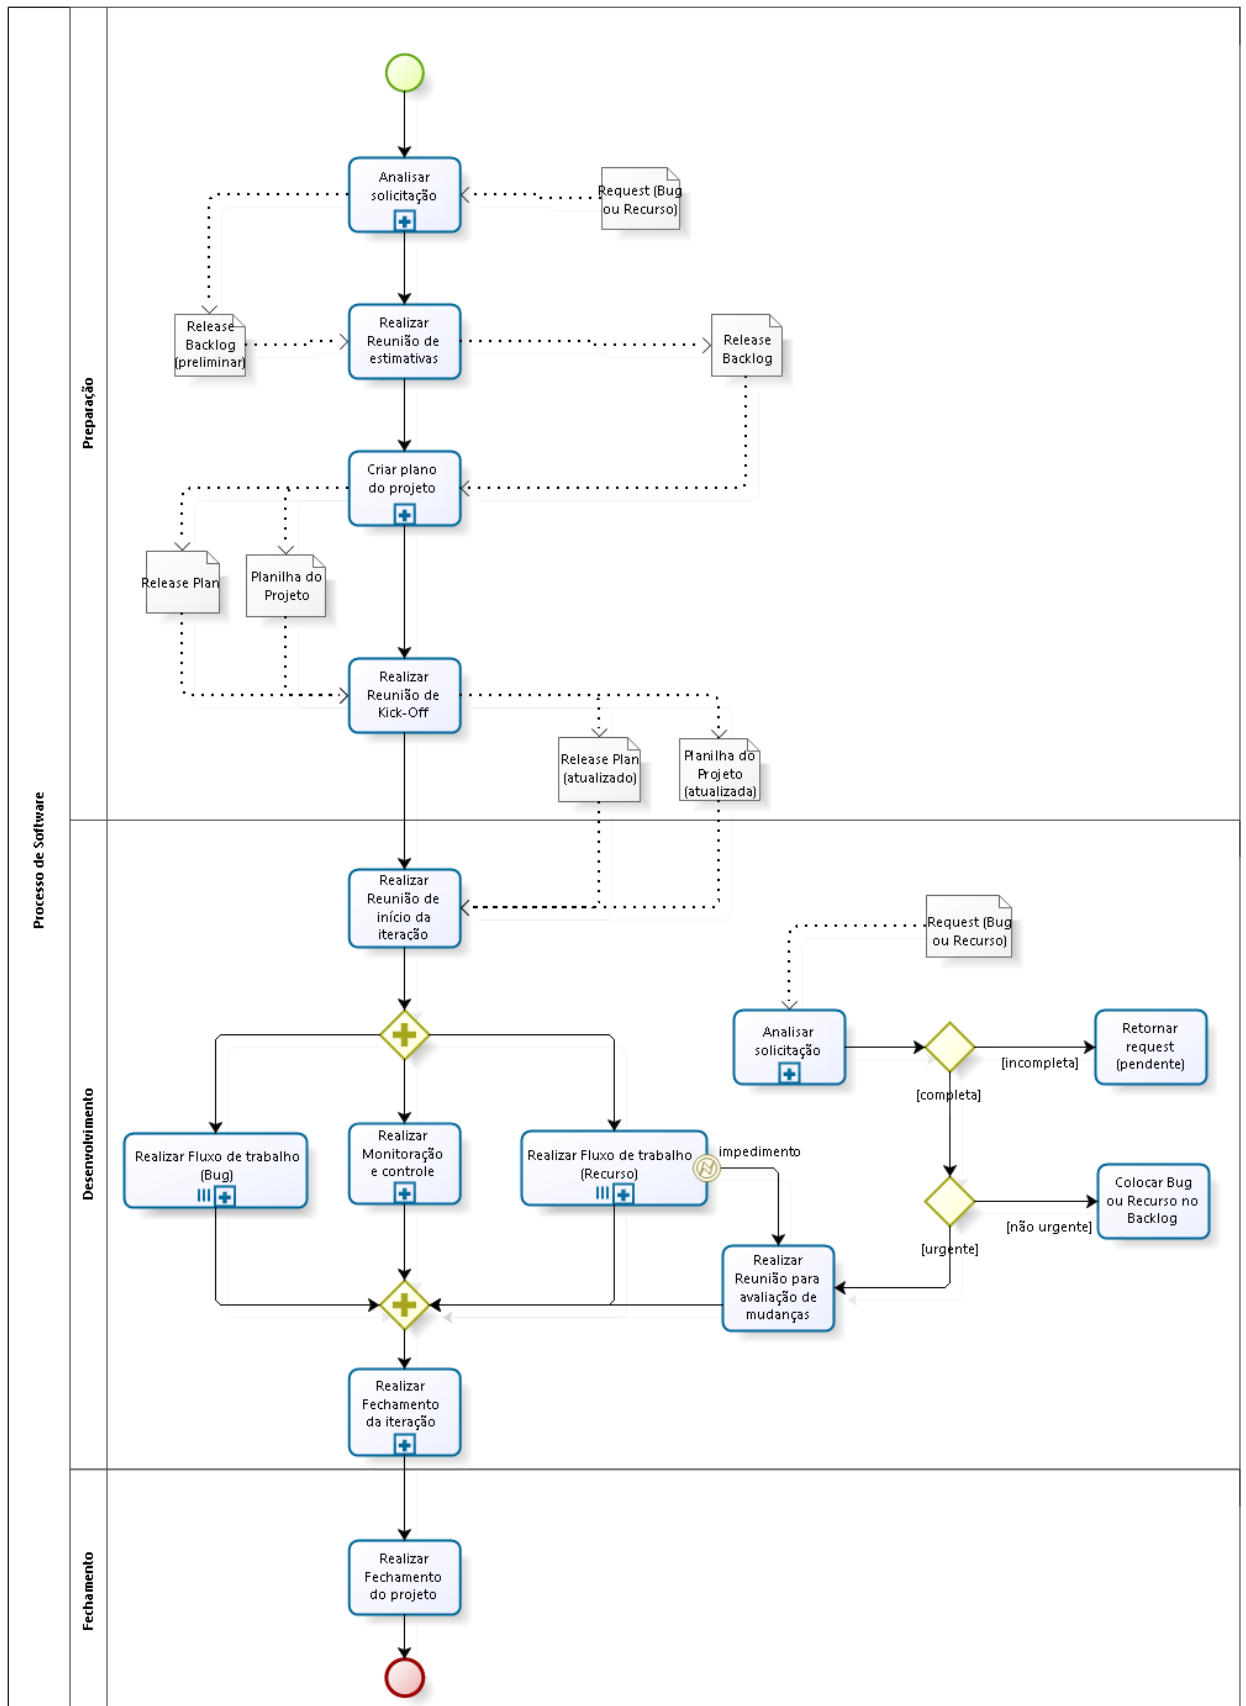 Processo de Software
Preparação
Analisar
solicitação
Request (Bug
ou Recurso)
Release
Backlog
(preliminar)
Realizar
Reunião de
estimativas
Release
Backlog
Criar plano
do projeto
Release Plan
Planilha do
Projeto
Realizar
Reunião de
Kick-Off
Release Plan
(atualizado)
Planilha do
Projeto
(atualizada)
Desenvolvimento
Realizar
Reunião de
início da
iteração
Request (Bug
ou Recurso)
Analisar
solicitação
[incompleta]
Retornar
request
(pendente)
[completa]
Realizar Fluxo de trabalho
(Bug)
Realizar
Monitoração
e controle
Realizar Fluxo de trabalho
(Recurso)
impedimento
[não urgente]
Colocar Bug
ou Recurso no
Backlog
[urgente]
Realizar
Reunião para
avaliação de
mudanças
Realizar
Fechamento
da iteração
Fechamento
Realizar
Fechamento
do projeto